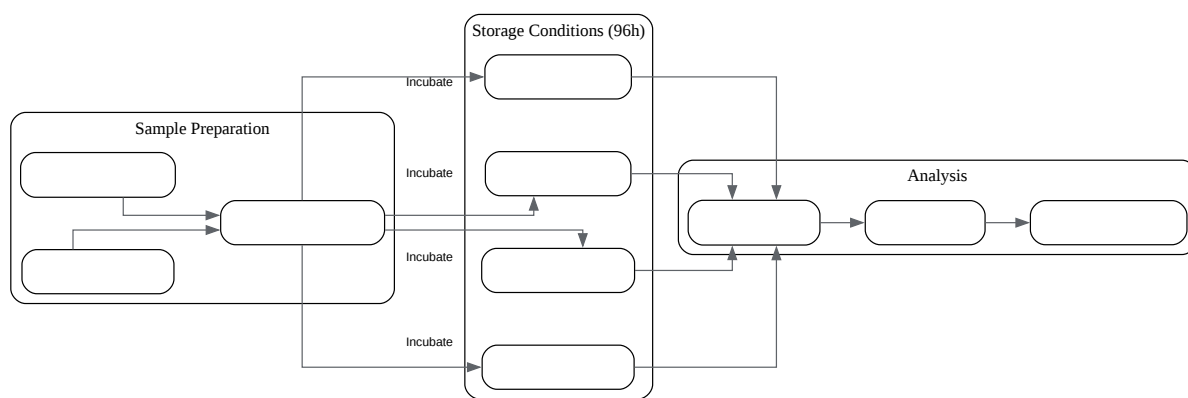 Storage Conditions (96h)
Incubate
Sample Preparation
Incubate
Analysis
Incubate
Incubate